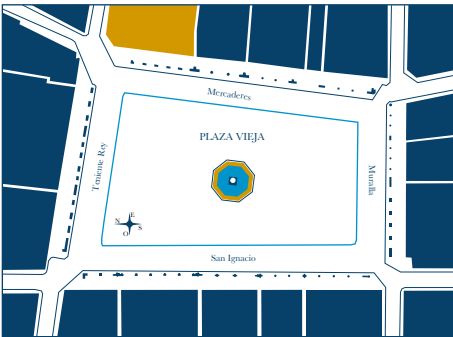 Mercaderes
PLAZA VIEJA
Teniente Rey
Muralla
E
N
S
O
San Ignacio